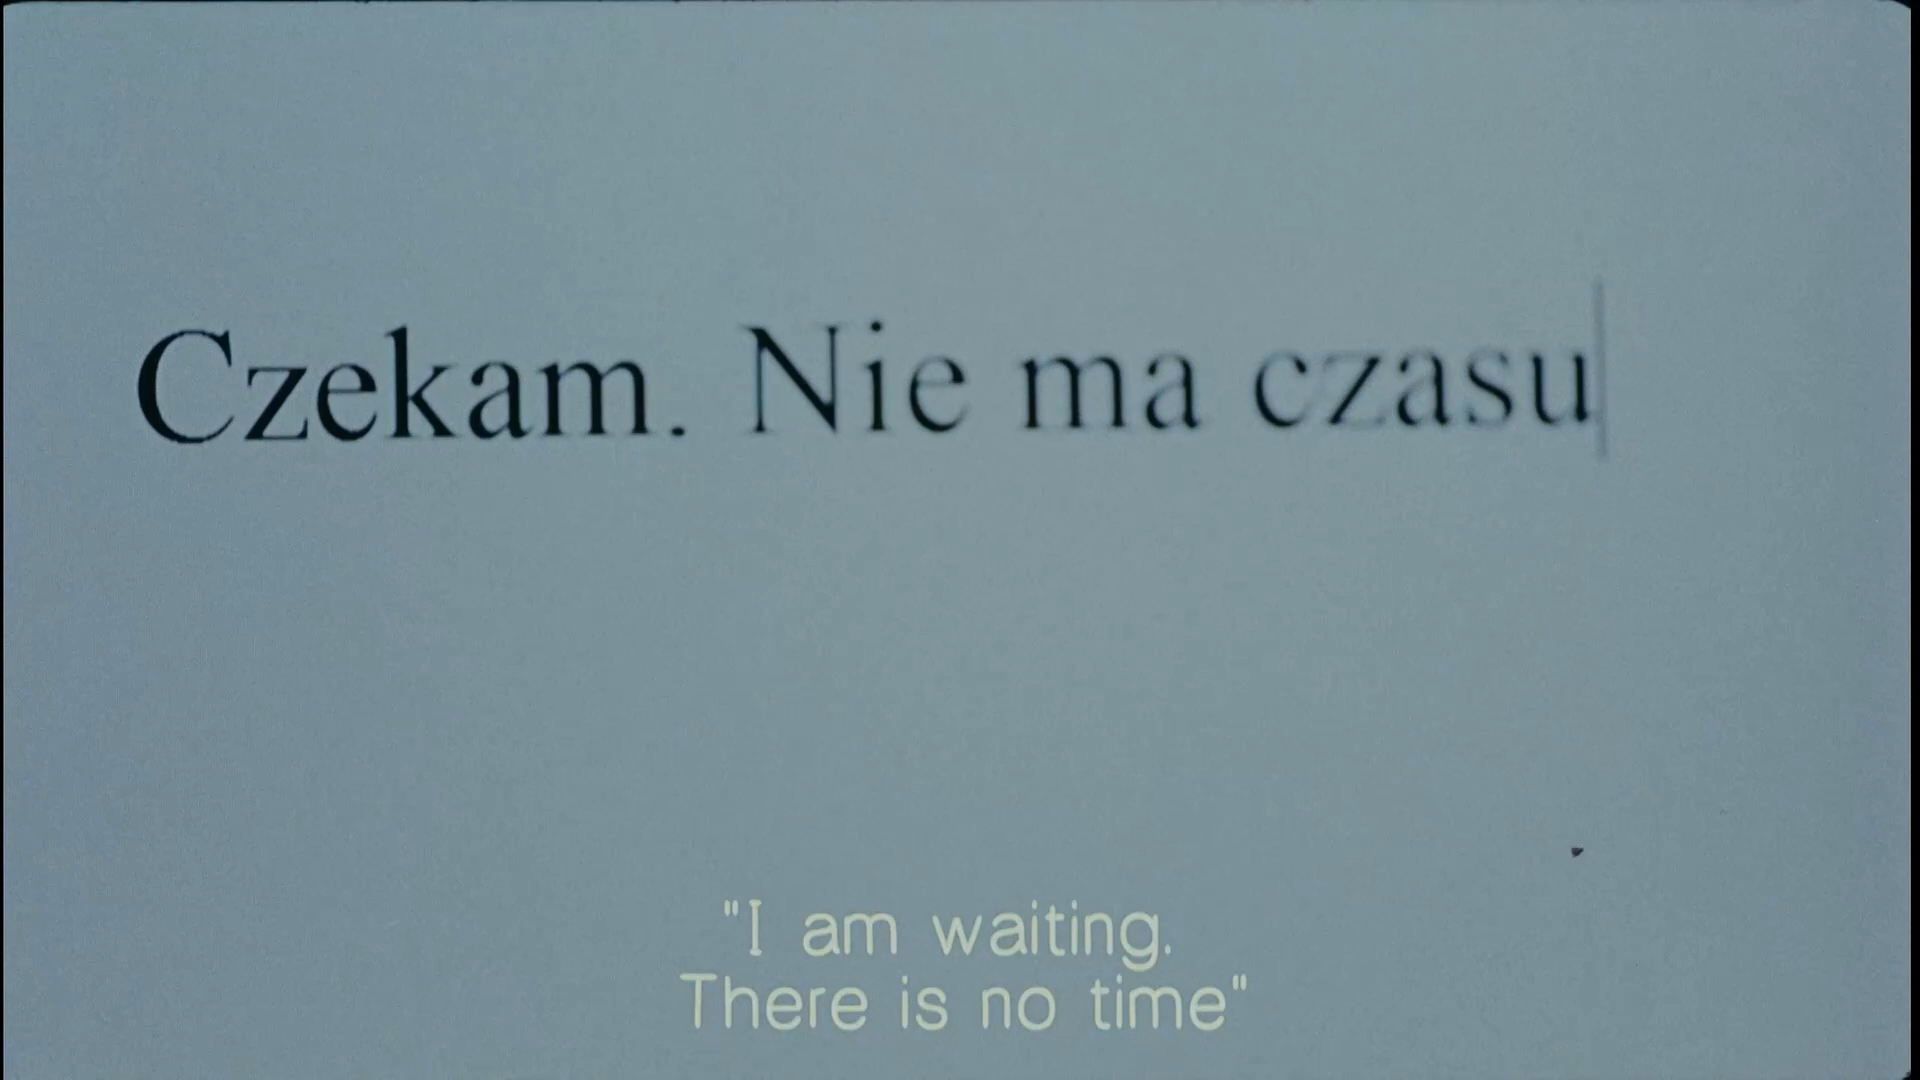 Czekam. Nie ma czasu
"I am waiting.
There is no time"